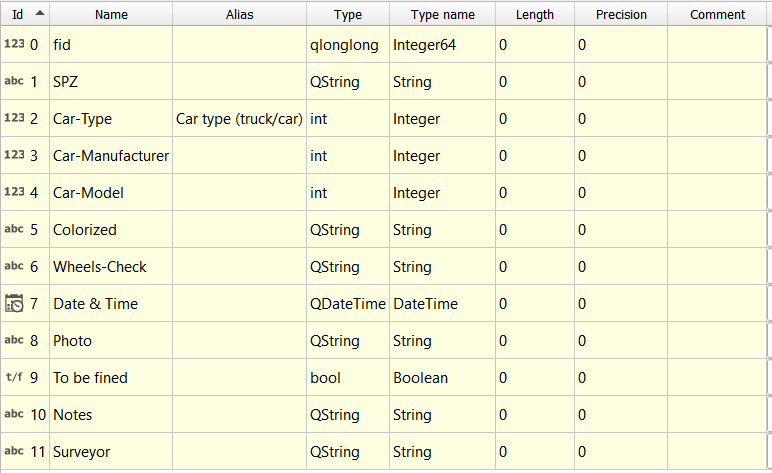 Id Name Alias Type Type name Length Precision Comment
123 0 fid qlonglong Integer64 0 0
abc 1 SPZ QString String 0 0
123 2 Car-Type Car type (truck/car) int Integer 0 0
123 3 Car-Manufacturer int Integer 0 0
123 4 Car-Model int Integer 0 0
abc 5 Colorized QString String 0 0
abc 6 Wheels-Check QString String 0 0
7 Date & Time QDateTime DateTime 0 0
abc 8 Photo QString String 0 0
t/f 9 To be fined bool Boolean 0 0
abc 10 Notes QString String 0 0
abc 11 Surveyor QString String 0 0